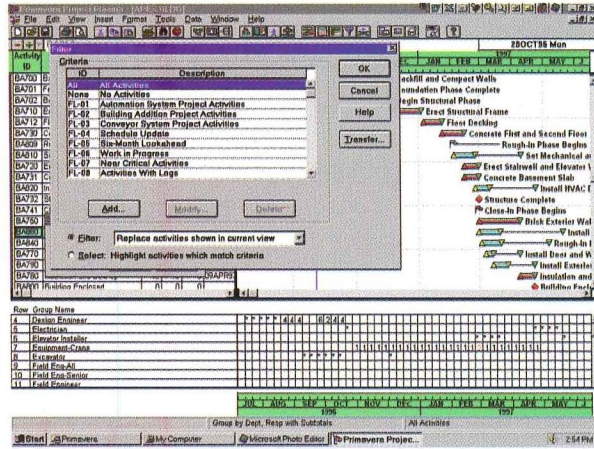 Primavera Project Planner
File Edit View Insert Format Tools Data Window Help
28OCT96 Mon
Filter
Criteria
ID Description
All All Activities
None No Activities
FL-01 Automation System Project Activities
FL-02 Building Addition Project Activities
FL-03 Conveyor System Project Activities
FL-04 Schedule Update
FL-05 Six-Month Lookahead
FL-06 Work in Progress
FL-07 Near Critical Activities
FL-08 Activities With Lags
OK
Cancel
Help
Transfer...
Add...
Modify...
Delete
Filter: Replace activities shown in current view
Select: Highlight activities which match criteria
Activity
ID
BA700
BA701
BA702
BA710
BA712
BA730
BA809
BA810
BA720
BA731
BA820
BA732
BA741
BA840
BA770
BA790
BA780
BA800 Building Enclosed 0 0 0
1997
JAN FEB MAR APR MAY J
Backfill and Compact Walls
Foundation Phase Complete
Begin Structural Phase
Erect Structural Frame
Floor Decking
Concrete First and Second Floor
Rough-In Phase Begins
Set Mechanical a
Erect Stairwell and Elevator
Concrete Basement Slab
Install HVAC
Structure Complete
Close-In Phase Begins
Brick Exterior Wal
Install
Rough-In
Install Door and W
Install Exterior
Insulation and
Building Encl
Row Group Name
4 Design Engineer
5 Electrician
6 Elevator Installer
7 Equipment-Crane
8 Excavator
9 Field Eng-All
10 Field Eng-Senior
11 Field Engineer
JUL AUG SEP OCT NOV DEC JAN FEB MAR APR MAY J
1996 1997
Group by Dept, Resp with Subtotals All Activities
Start Primavera My Computer Microsoft Photo Editor Primavera Projec... 2:54 PM